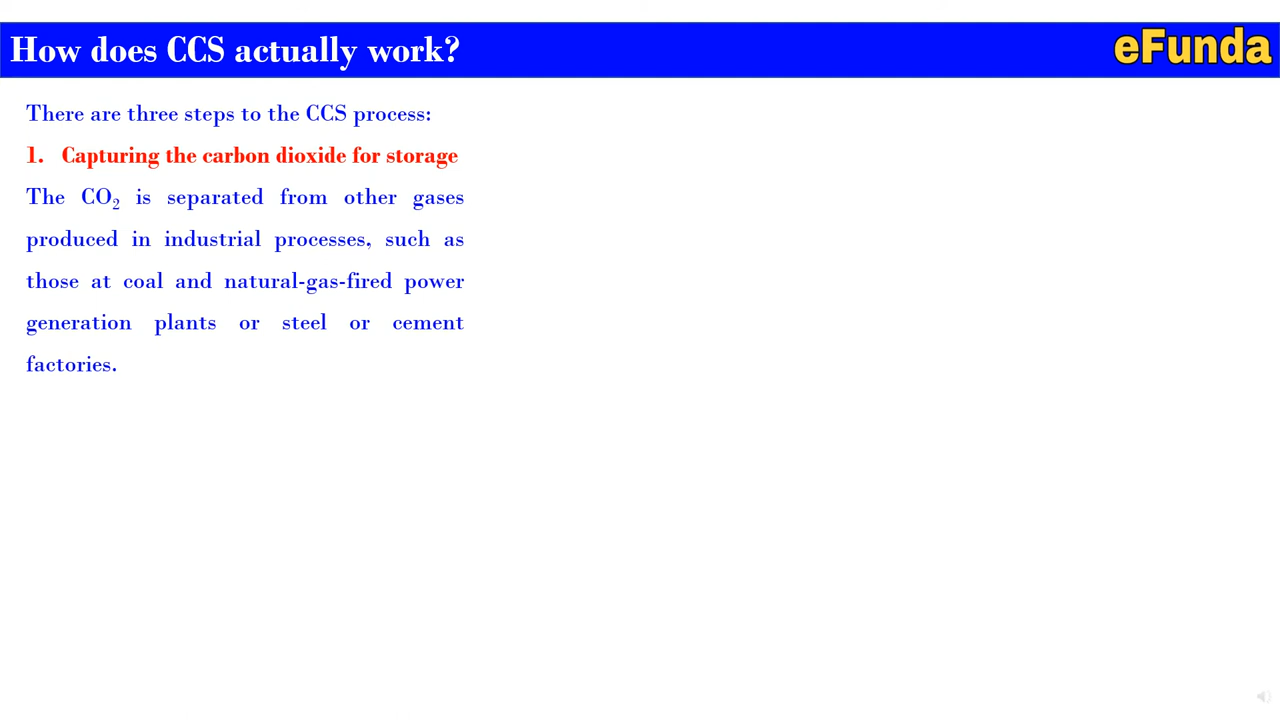 How does CCS actually work?
eFunda
There are three steps to the CCS process:
1. Capturing the carbon dioxide for storage
The CO₂ is separated from other gases
produced in industrial processes, such as
those at coal and natural-gas-fired power
generation plants or steel or cement
factories.